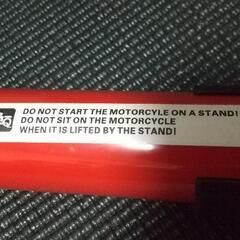 DO NOT START THE MOTORCYLE ON A STAND!
DO NOT SIT ON THE MOTORCYCLE
WHEN IT IS LIFTED BY THE STAND!